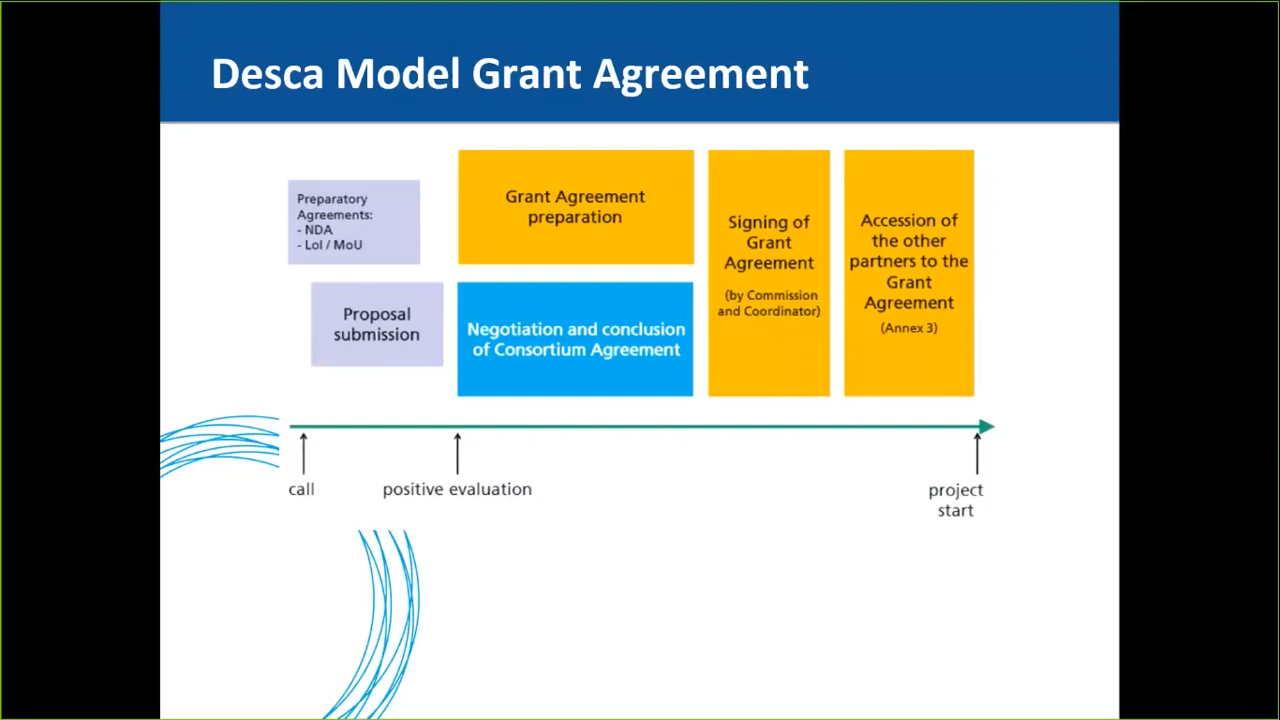 Desca Model Grant Agreement
Preparatory
Agreements:
- NDA
- LoI / MoU
Proposal
submission
Grant Agreement
preparation
Negotiation and conclusion
of Consortium Agreement
Signing of
Grant
Agreement
(by Commission
and Coordinator)
Accession of
the other
partners to the
Grant
Agreement
(Annex 3)
call
positive evaluation
project
start